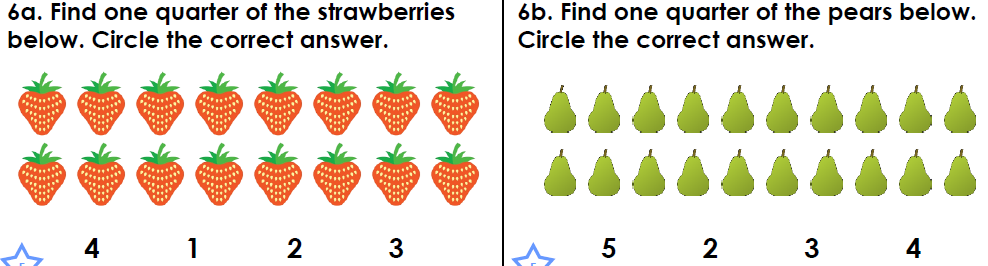 6a. Find one quarter of the strawberries
below. Circle the correct answer.
4 1 2 3
6b. Find one quarter of the pears below.
Circle the correct answer.
5 2 3 4